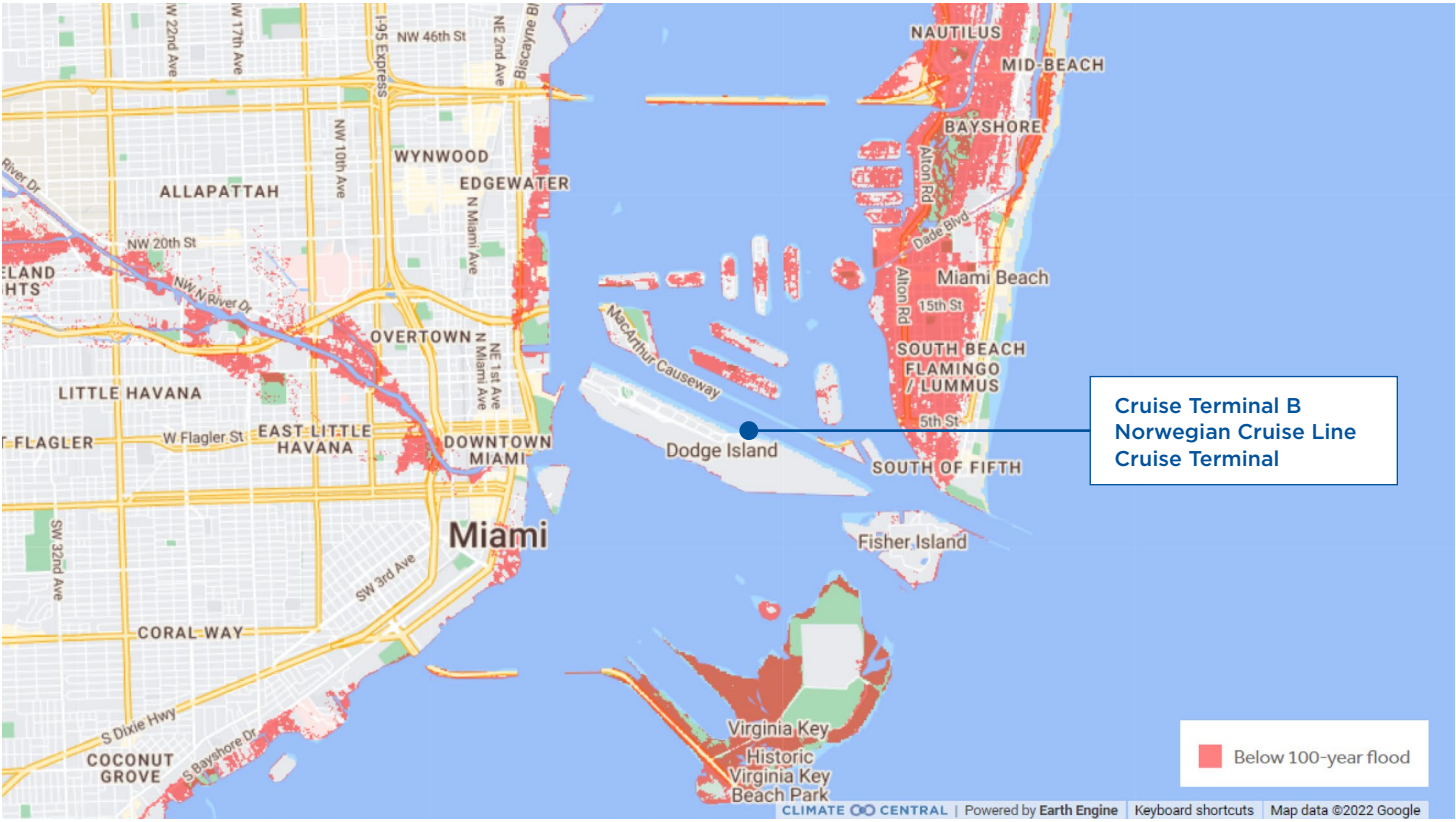 W 22nd Ave
W 17th Ave
I-95 Express
NW 46th St
NE 2nd Ave
Biscayne Bl
NAUTILUS
MID-BEACH
BAYSHORE
NW 10th Ave
WYNWOOD
EDGEWATER
Alton Rd
River Dr
ALLAPATTAH
N Miami Ave
Dade Blvd
NW 20th St
ELAND
HTS
NW N River Dr
Miami Beach
Alton Rd
15th St
MacArthur Causeway
OVERTOWN
N Miami Ave
NE 1st Ave
SOUTH BEACH
FLAMINGO
/ LUMMUS
LITTLE HAVANA
5th St
Cruise Terminal B
Norwegian Cruise Line
Cruise Terminal
T FLAGLER
W Flagler St
EAST LITTLE
HAVANA
DOWNTOWN
MIAMI
Dodge Island
SOUTH OF FIFTH
SW 32nd Ave
Miami
Fisher Island
SW 3rd Ave
CORAL WAY
S Dixie Hwy
COCONUT
GROVE
S Bayshore Dr
Virginia Key
Historic
Virginia Key
Beach Park
Below 100-year flood
CLIMATE CENTRAL | Powered by Earth Engine
Keyboard shortcuts
Map data ©2022 Google